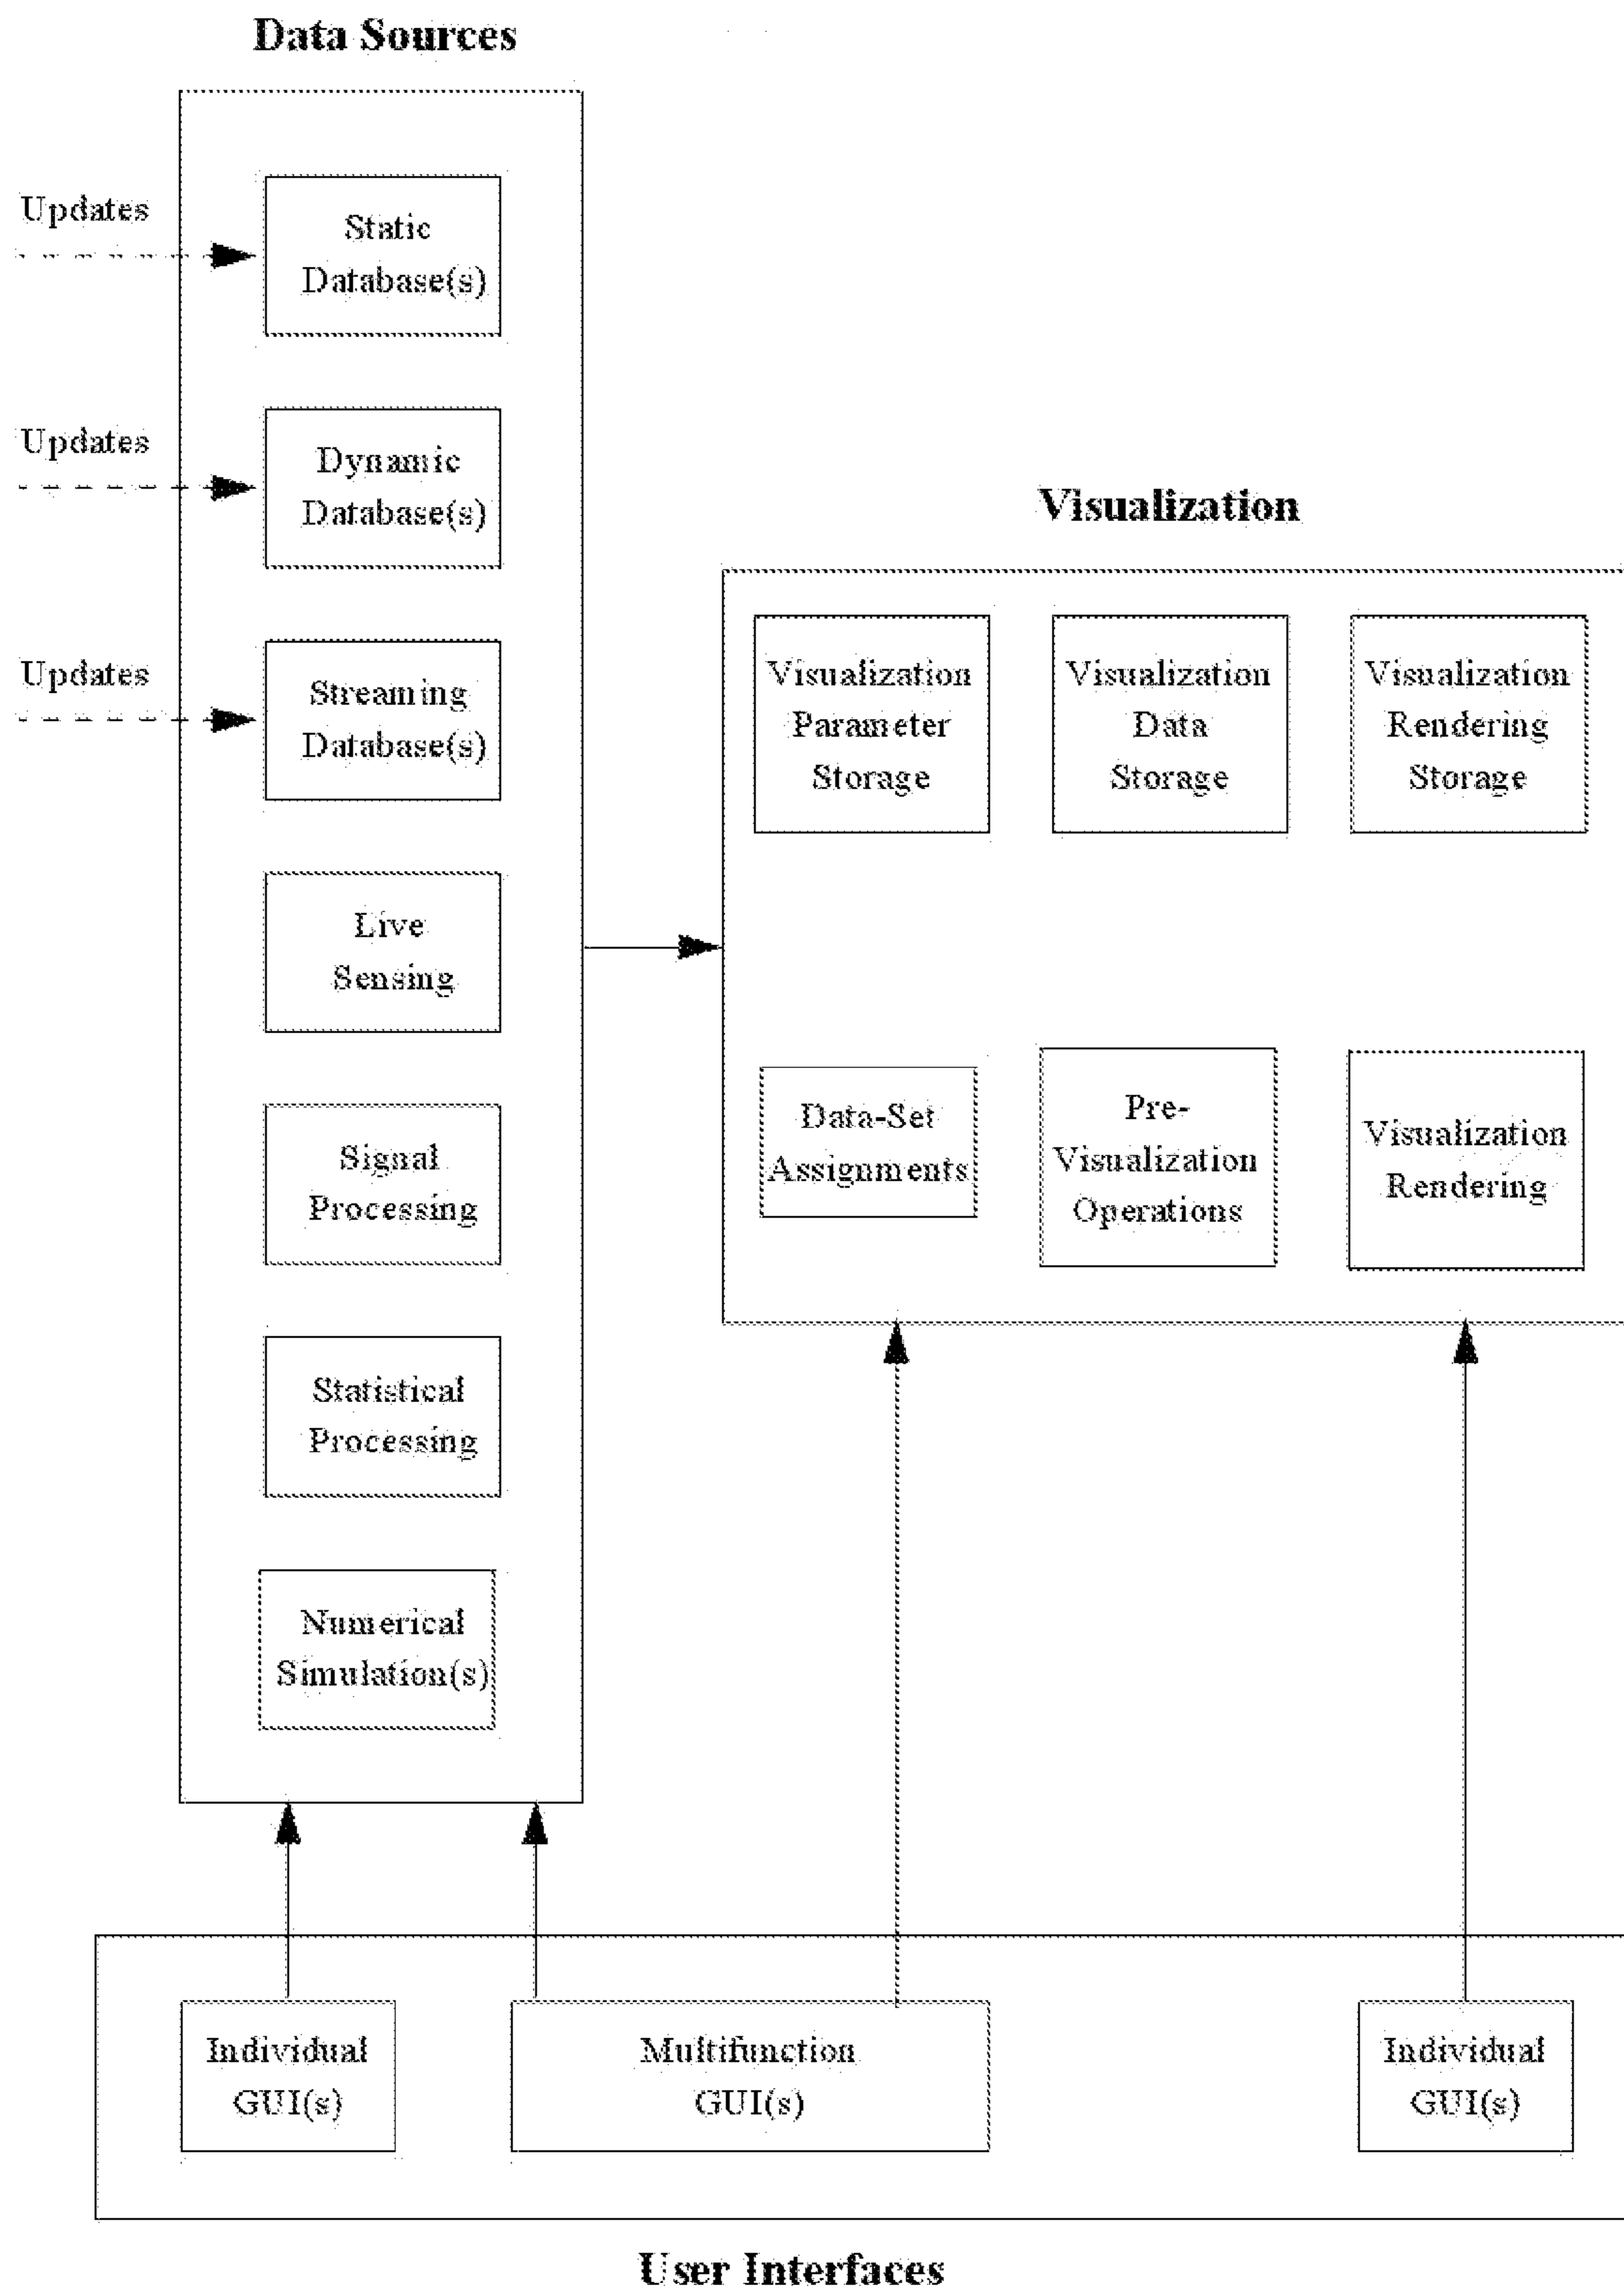 Data Sources
Updates
Static
Database(s)
Updates
Dynamic
Database(s)
Updates
Streaming
Database(s)
Live
Sensing
Signal
Processing
Statistical
Processing
Numerical
Simulation(s)
Visualization
Visualization
Parameter
Storage
Visualization
Data
Storage
Visualization
Rendering
Storage
Data-Set
Assignments
Pre-
Visualization
Operations
Visualization
Rendering
Individual
GUI(s)
Multifunction
GUI(s)
Individual
GUI(s)
User Interfaces